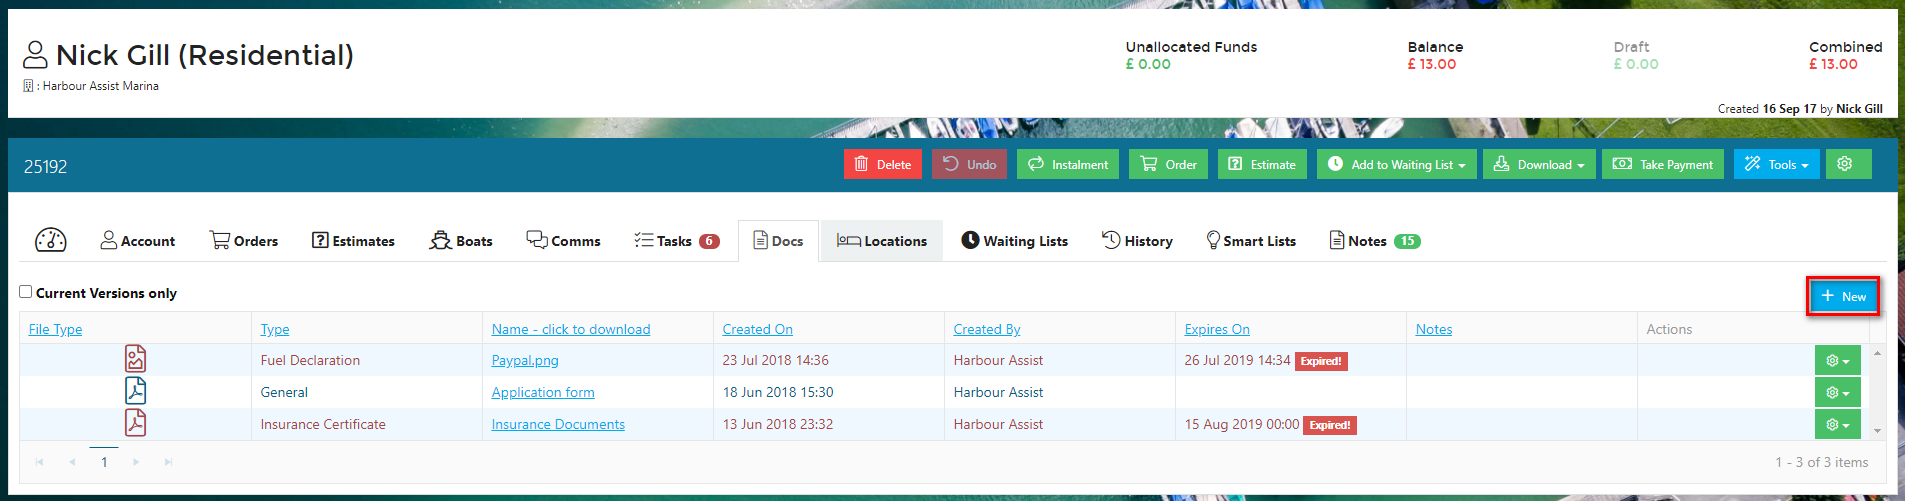 Nick Gill (Residential)
: Harbour Assist Marina
Unallocated Funds Balance Draft Combined
£ 0.00 £ 13.00 £ 0.00 £ 13.00
Created 16 Sep 17 by Nick Gill
25192 Delete Undo Instalment Order Estimate Add to Waiting List Download Take Payment Tools
Account Orders Estimates Boats Comms Tasks 6 Docs Locations Waiting Lists History Smart Lists Notes 15
Current Versions only + New
File Type Type Name - click to download Created On Created By Expires On Notes Actions
Fuel Declaration Paypal.png 23 Jul 2018 14:36 Harbour Assist 26 Jul 2019 14:34 Expired!
General Application form 18 Jun 2018 15:30 Harbour Assist
Insurance Certificate Insurance Documents 13 Jun 2018 23:32 Harbour Assist 15 Aug 2019 00:00 Expired!
1 1 - 3 of 3 items